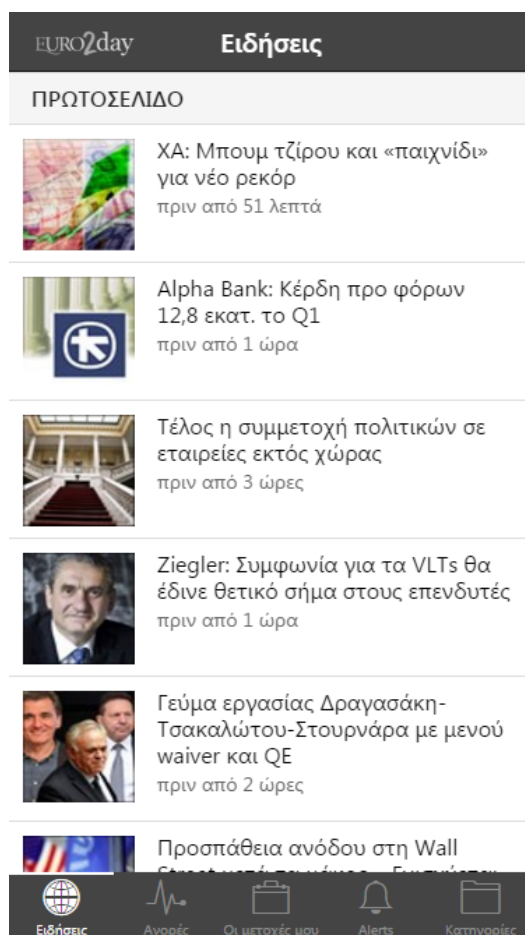 EURO2day
Ειδήσεις
ΠΡΩΤΟΣΕΛΙΔΟ
ΧΑ: Μπουμ τζίρου και «παιχνίδι»
για νέο ρεκόρ
πριν από 51 λεπτά
Alpha Bank: Κέρδη προ φόρων
12,8 εκατ. το Q1
πριν από 1 ώρα
Τέλος η συμμετοχή πολιτικών σε
εταιρείες εκτός χώρας
πριν από 3 ώρες
Ziegler: Συμφωνία για τα VLTs θα
έδινε θετικό σήμα στους επενδυτές
πριν από 1 ώρα
Γεύμα εργασίας Δραγασάκη-
Τσακαλώτου-Στουρνάρα με μενού
waiver και QE
πριν από 2 ώρες
Προσπάθεια ανόδου στη Wall
Ειδήσεις
Αγορές
Οι μετοχές μου
Alerts
Κατηγορίες